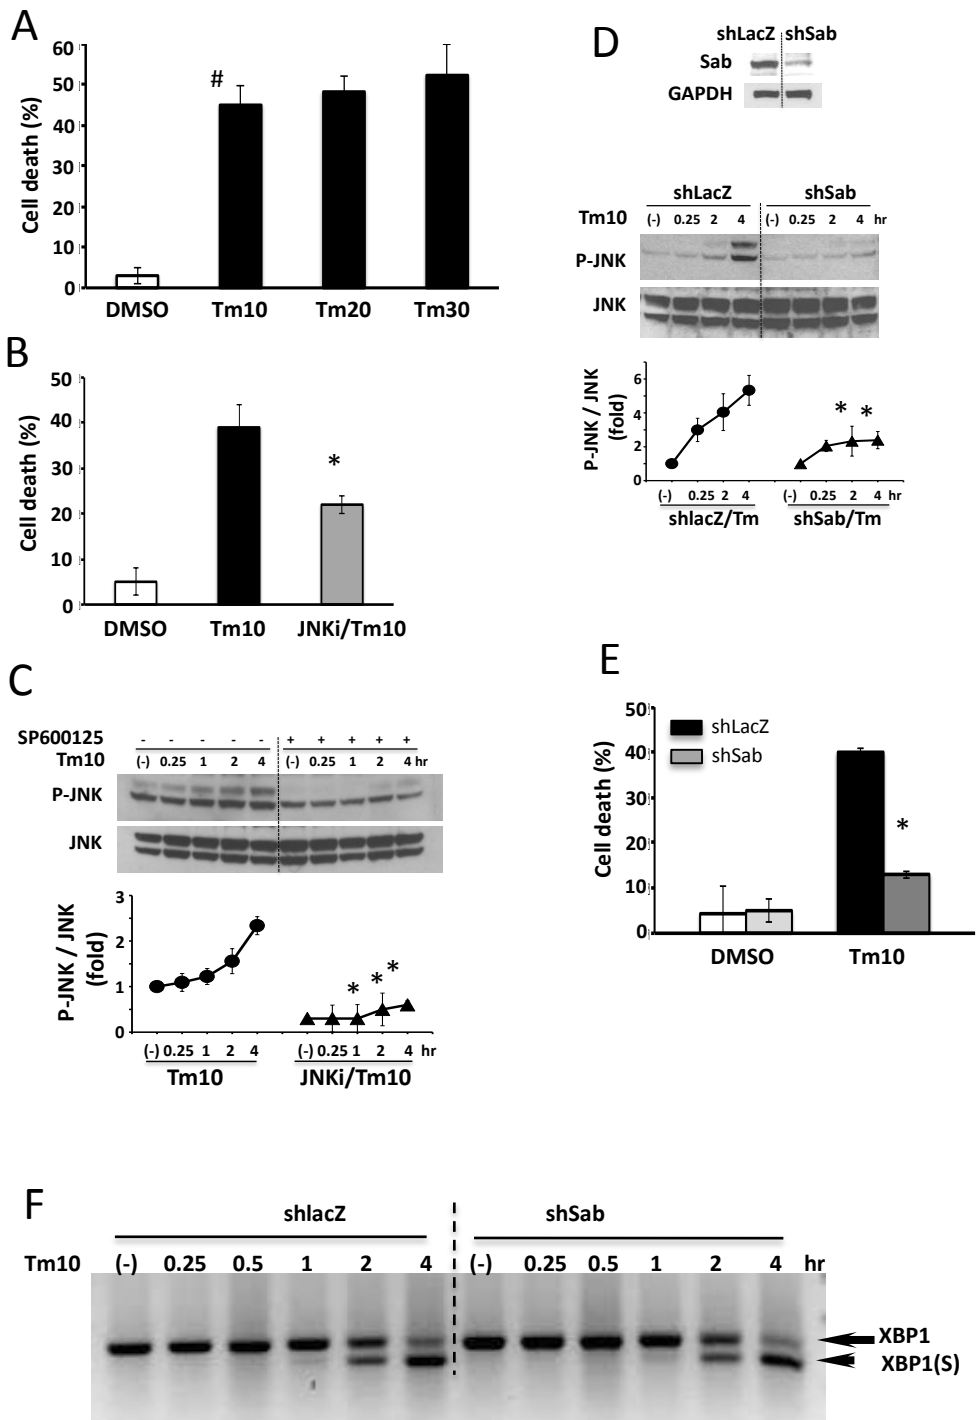 A
60
50
40
30
20
10
0
Cell death (%)
#
DMSO Tm10 Tm20 Tm30
B
50
40
30
20
10
0
Cell death (%)
*
DMSO Tm10 JNKi/Tm10
C
SP600125 - - - - - + + + + +
Tm10 (-) 0.25 1 2 4 (-) 0.25 1 2 4 hr
P-JNK
JNK
3
2
1
0
P-JNK / JNK
(fold)
* * *
(-) 0.25 1 2 4 (-) 0.25 1 2 4 hr
Tm10 JNKi/Tm10
D
shLacZ shSab
Sab
GAPDH
shLacZ shSab
Tm10 (-) 0.25 2 4 (-) 0.25 2 4 hr
P-JNK
JNK
6
4
2
0
P-JNK / JNK
(fold)
* *
(-) 0.25 2 4 (-) 0.25 2 4 hr
shlacZ/Tm shSab/Tm
E
50
40
30
20
10
0
Cell death (%)
shLacZ
shSab
*
DMSO Tm10
F
shlacZ shSab
Tm10 (-) 0.25 0.5 1 2 4 (-) 0.25 0.5 1 2 4 hr
XBP1
XBP1(S)